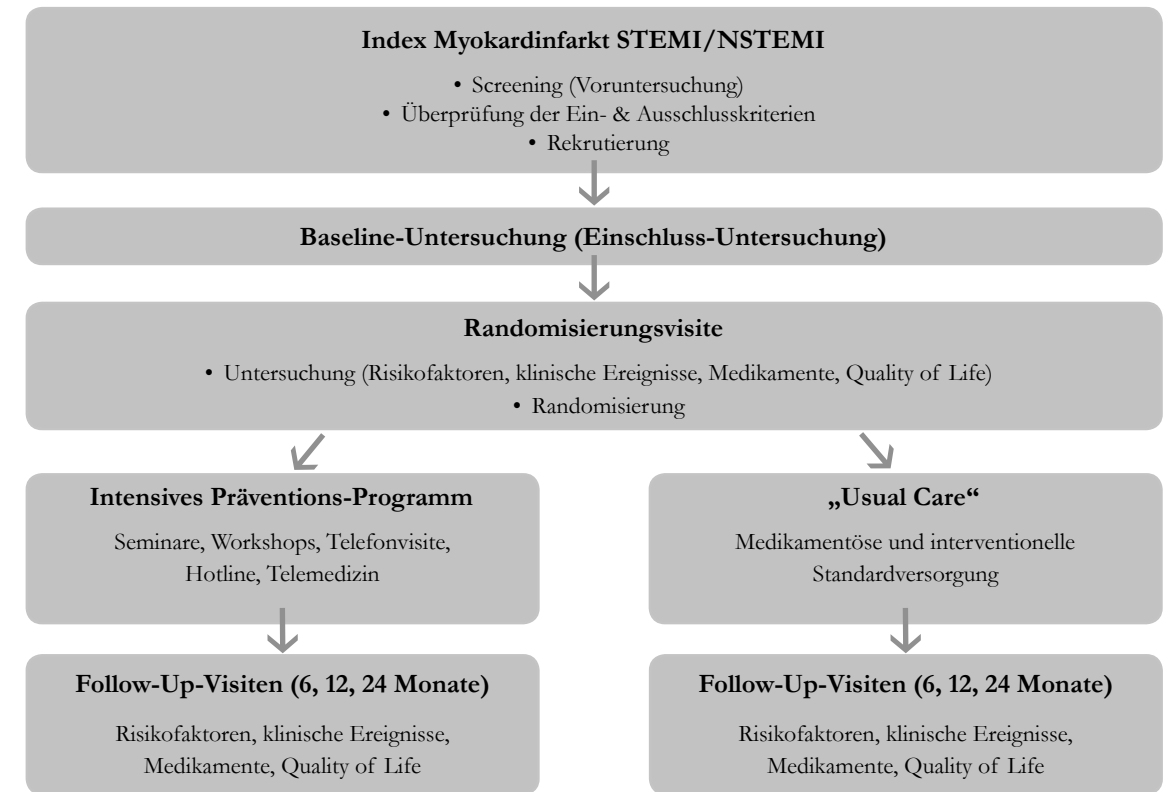 Index Myokardinfarkt STEMI/NSTEMI
• Screening (Voruntersuchung)
• Überprüfung der Ein- & Ausschlusskriterien
• Rekrutierung
Baseline-Untersuchung (Einschluss-Untersuchung)
Randomisierungsvisite
• Untersuchung (Risikofaktoren, klinische Ereignisse, Medikamente, Quality of Life)
• Randomisierung
Intensives Präventions-Programm
Seminare, Workshops, Telefonvisite,
Hotline, Telemedizin
„Usual Care“
Medikamentöse und interventionelle
Standardversorgung
Follow-Up-Visiten (6, 12, 24 Monate)
Risikofaktoren, klinische Ereignisse,
Medikamente, Quality of Life
Follow-Up-Visiten (6, 12, 24 Monate)
Risikofaktoren, klinische Ereignisse,
Medikamente, Quality of Life